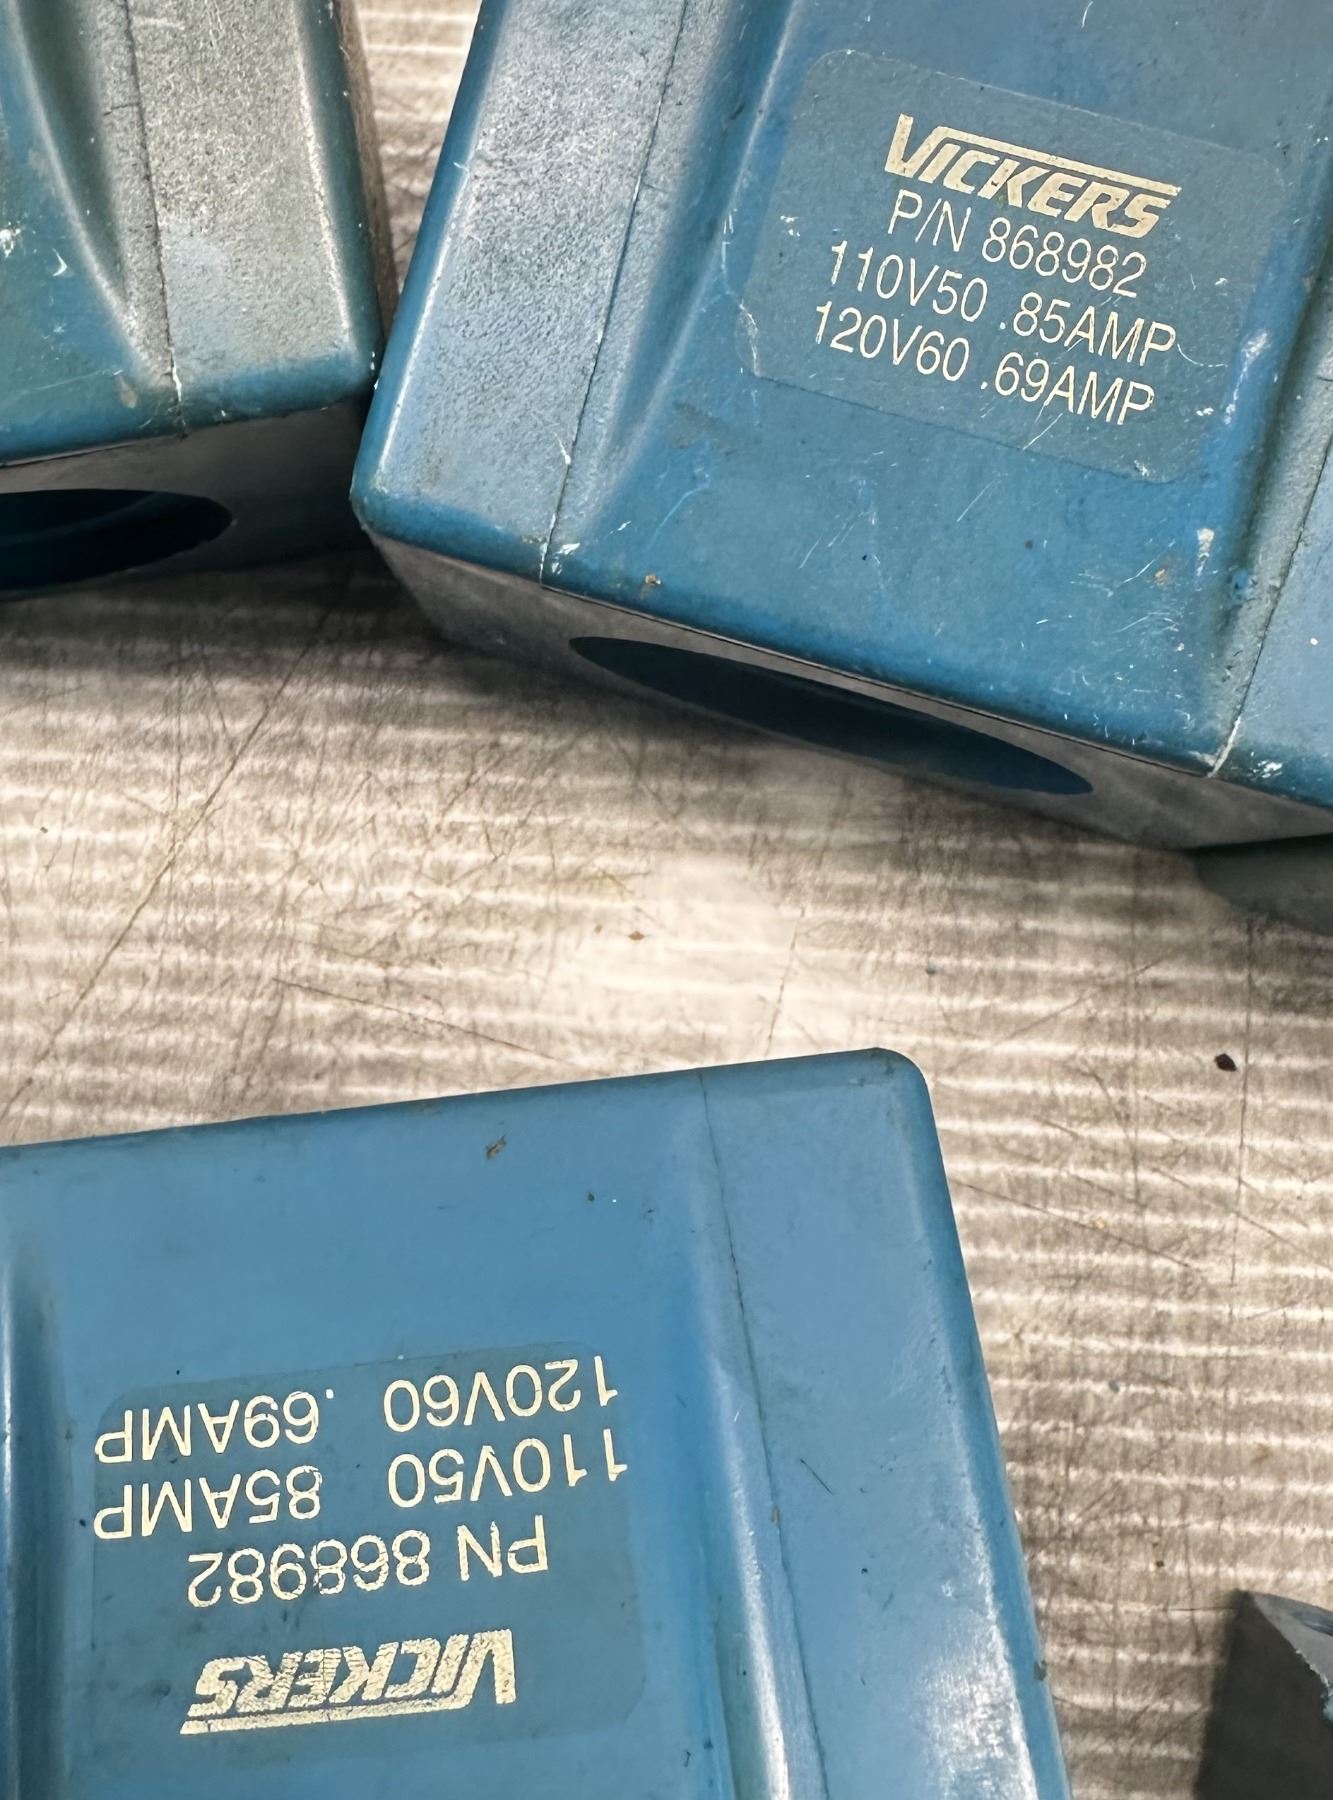 VICKERS
P/N 868982
110V50 .85AMP
120V60 .69AMP
VICKERS
PN 868982
110V50 85AMP
120V60 .69AMP